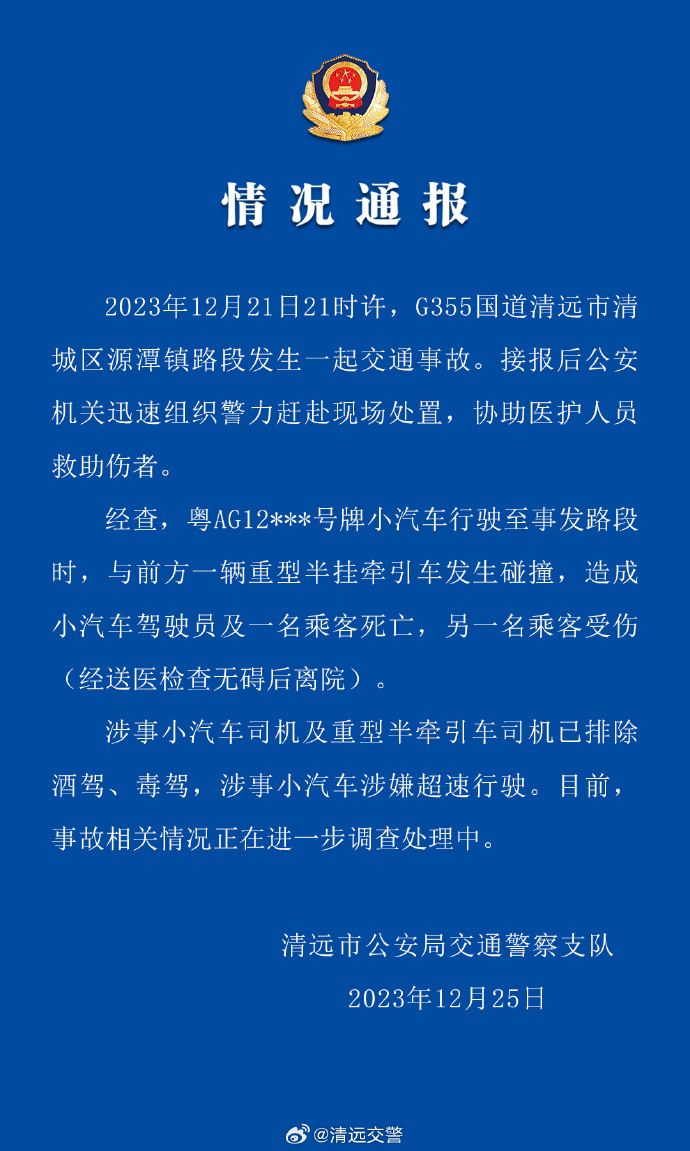 情况通报
2023年12月21日21时许，G355国道清远市清
城区源潭镇路段发生一起交通事故。接报后公安
机关迅速组织警力赶赴现场处置，协助医护人员
救助伤者。
经查，粤AG12***号牌小汽车行驶至事发路段
时，与前方一辆重型半挂牵引车发生碰撞，造成
小汽车驾驶员及一名乘客死亡，另一名乘客受伤
（经送医检查无碍后离院）。
涉事小汽车司机及重型半牵引车司机已排除
酒驾、毒驾，涉事小汽车涉嫌超速行驶。目前，
事故相关情况正在进一步调查处理中。
清远市公安局交通警察支队
2023年12月25日
@清远交警